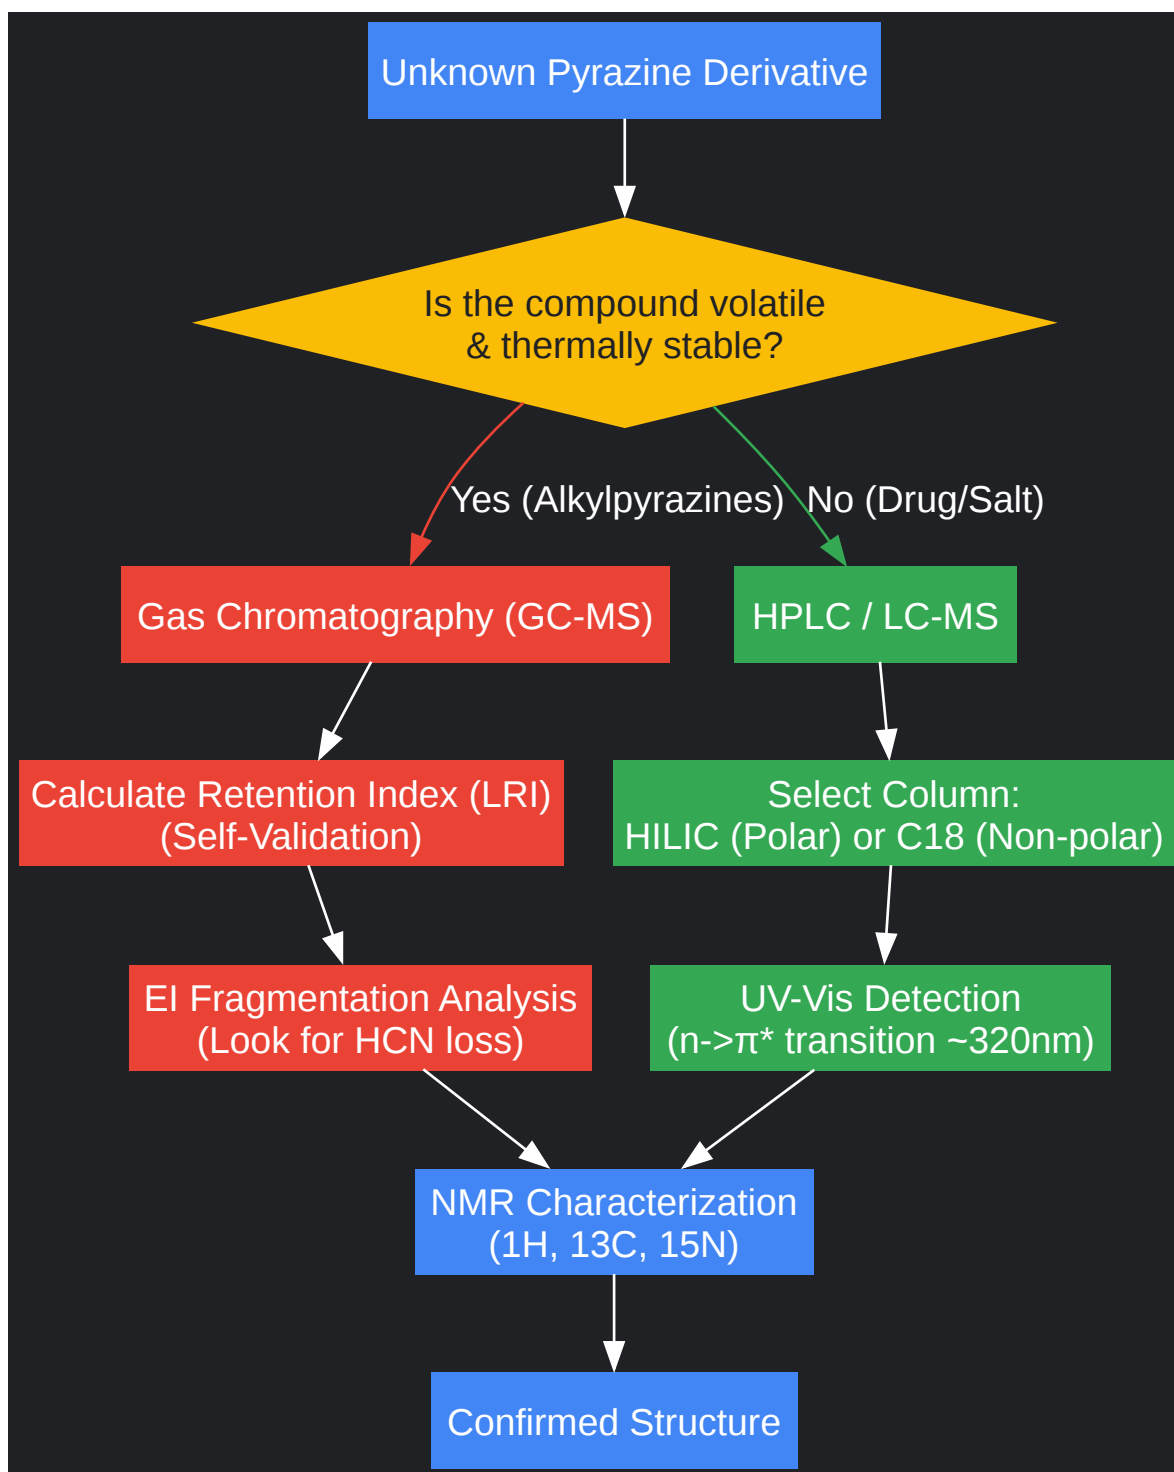 Unknown Pyrazine Derivative
Is the compound volatile
& thermally stable?
Yes (Alkylpyrazines)
No (Drug/Salt)
Gas Chromatography (GC-MS)
HPLC / LC-MS
Calculate Retention Index (LRI)
(Self-Validation)
Select Column:
HILIC (Polar) or C18 (Non-polar)
EI Fragmentation Analysis
(Look for HCN loss)
UV-Vis Detection
(n->π* transition ~320nm)
NMR Characterization
(1H, 13C, 15N)
Confirmed Structure